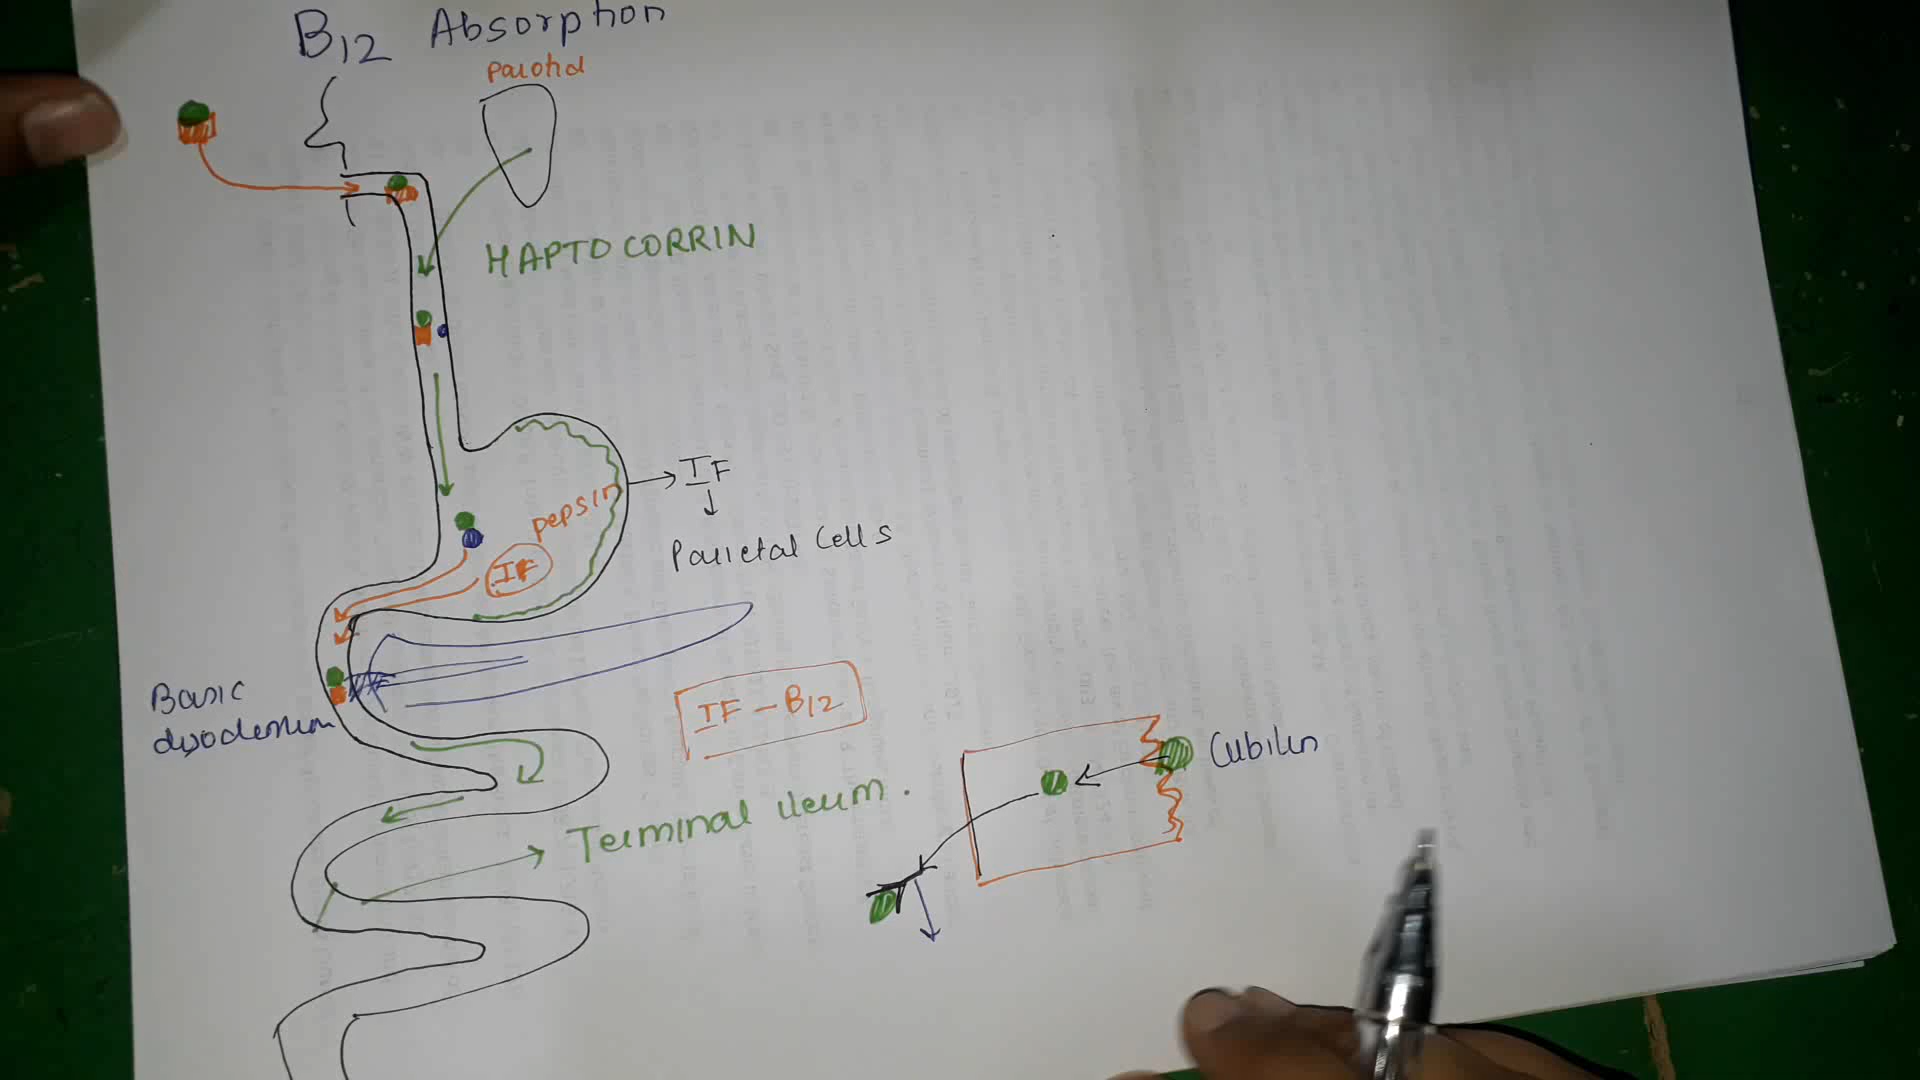 B12 Absorption
Parotid
HAPTOCORRIN
IF
pepsin
Parietal Cells
IF
Basic
duodenum
IF - B12
Cubilin
Terminal ileum.